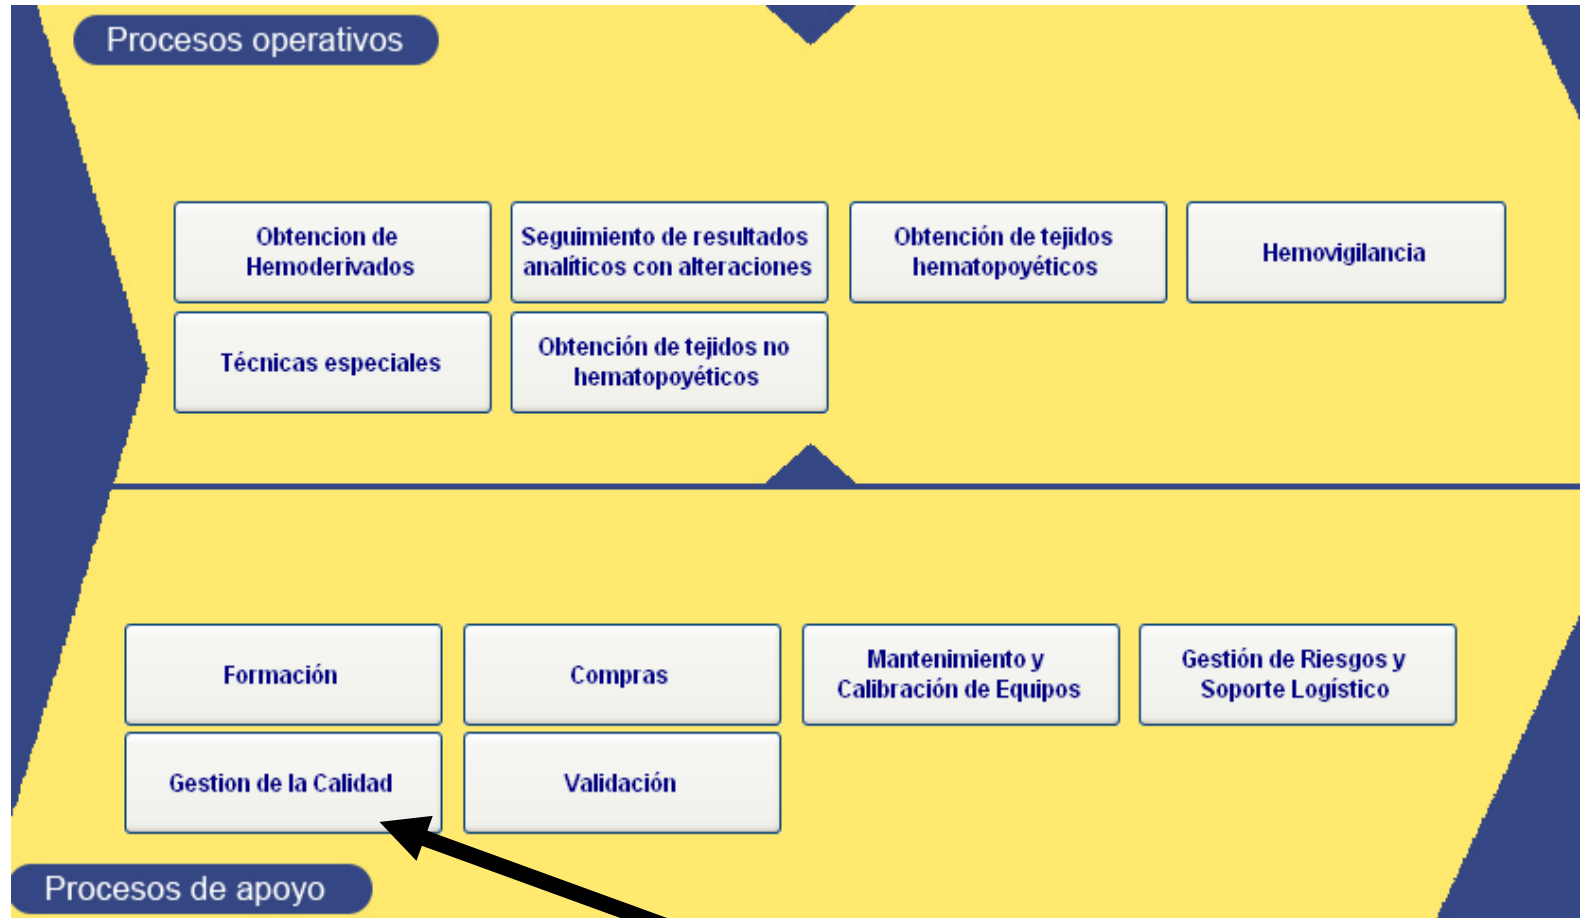 Procesos operativos
Obtencion de
Hemoderivados
Seguimiento de resultados
analíticos con alteraciones
Obtención de tejidos
hematopoyéticos
Hemovigilancia
Técnicas especiales
Obtención de tejidos no
hematopoyéticos
Formación
Compras
Mantenimiento y
Calibración de Equipos
Gestión de Riesgos y
Soporte Logístico
Gestion de la Calidad
Validación
Procesos de apoyo